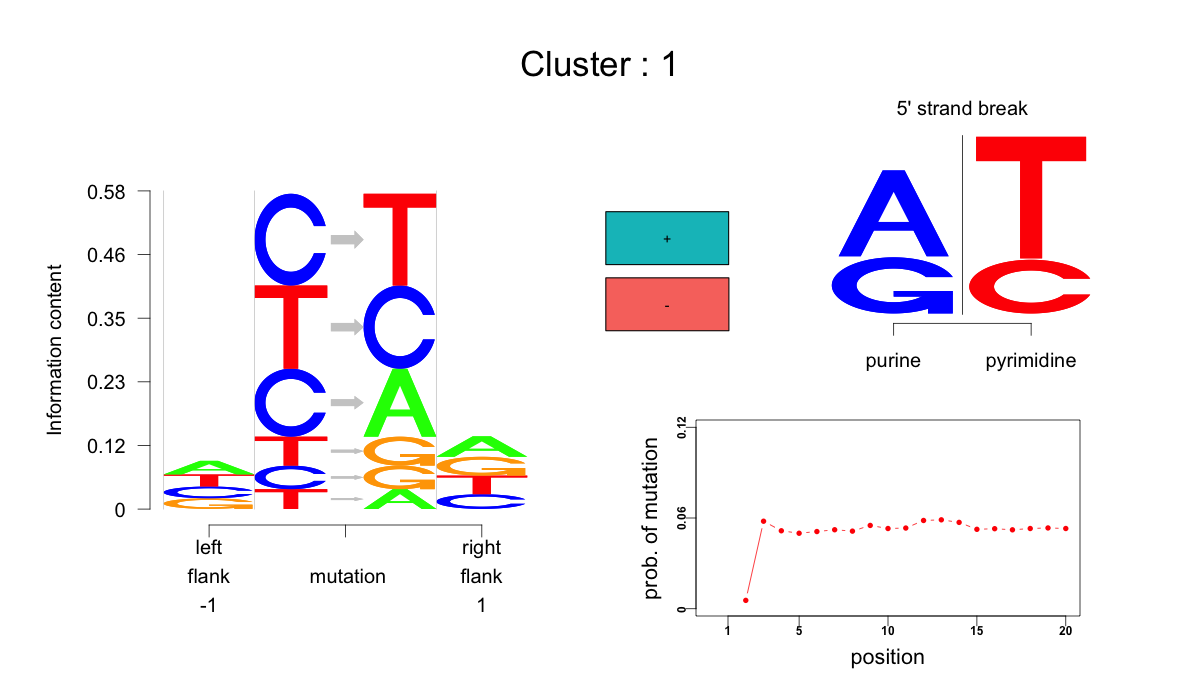 Cluster : 1
Information content
0.58
0.46
0.35
0.23
0.12
0
C T
T C
C A
T G
C G
T A
A
T
C
G
A
G
T
C
left
flank
-1
mutation
right
flank
1
+
-
5' strand break
A T
G C
purine pyrimidine
prob. of mutation
0.12
0.06
0
1 5 10 15 20
position